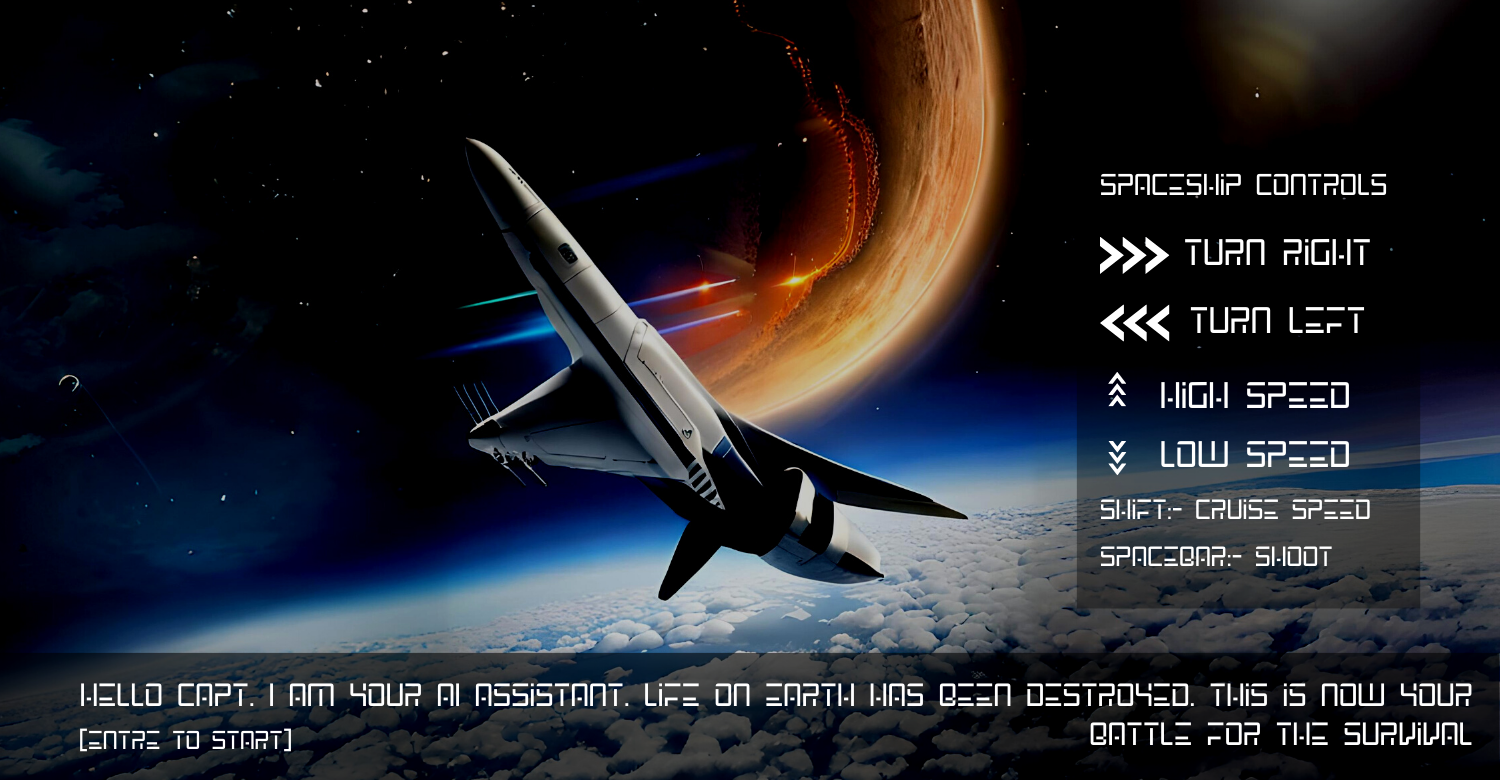 SPACESHIP CONTROLS
TURN RIGHT
TURN LEFT
HIGH SPEED
LOW SPEED
SHIFT:- CRUISE SPEED
SPACEBAR:- SHOOT
HELLO CAPT. I AM YOUR AI ASSISTANT. LIFE ON EARTH HAS BEEN DESTROYED. THIS IS NOW YOUR
BATTLE FOR THE SURVIVAL
[ENTRE TO START]